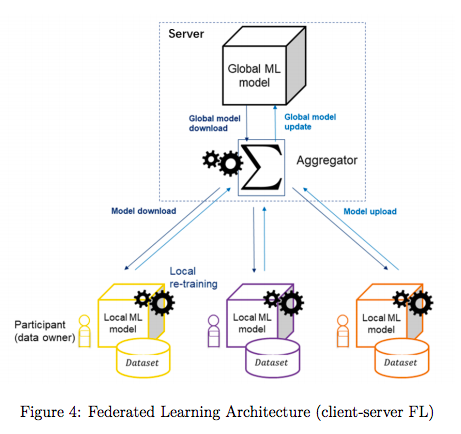 Server
Global ML
model
Global model
download
Global model
update
Σ
Aggregator
Model download
Model upload
Local
re-training
Participant
(data owner)
Local ML
model
Dataset
Local ML
model
Dataset
Local ML
model
Dataset
Figure 4: Federated Learning Architecture (client-server FL)